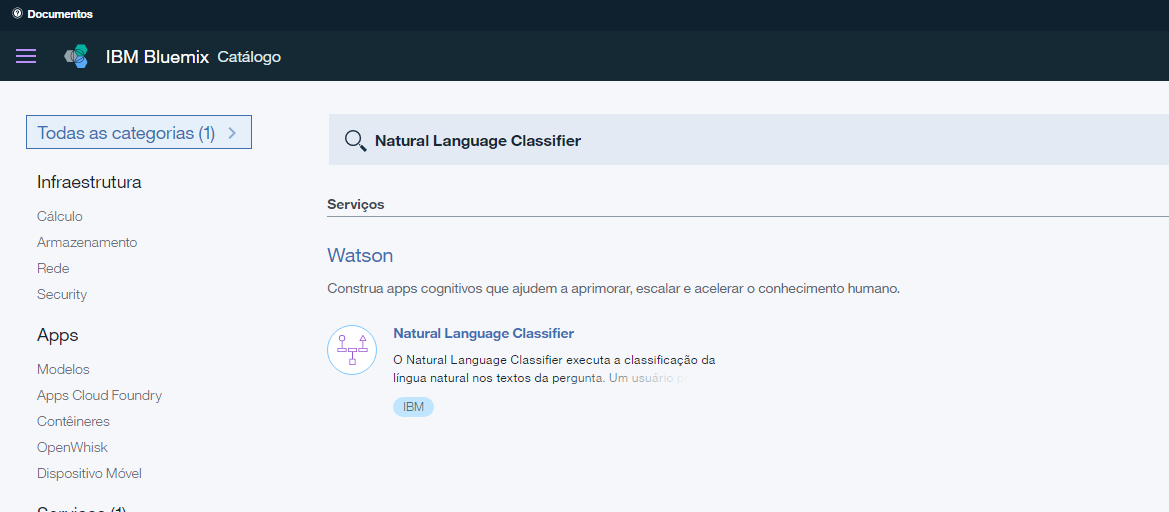 Documentos
IBM Bluemix Catálogo
Todas as categorias (1)
Infraestrutura
Cálculo
Armazenamento
Rede
Security
Apps
Modelos
Apps Cloud Foundry
Contêineres
OpenWhisk
Dispositivo Móvel
Serviços (1)
Natural Language Classifier
Serviços
Watson
Construa apps cognitivos que ajudem a aprimorar, escalar e acelerar o conhecimento humano.
Natural Language Classifier
O Natural Language Classifier executa a classificação da
língua natural nos textos da pergunta. Um usuário
IBM